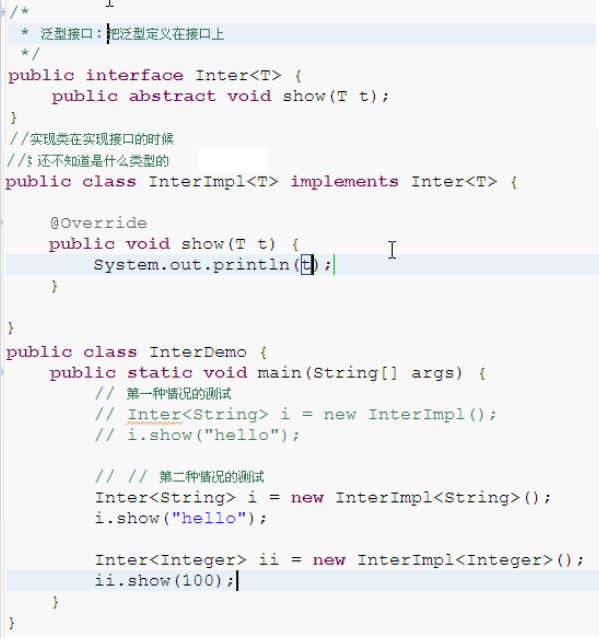 /*
 * 泛型接口：把泛型定义在接口上
 */
public interface Inter<T> {
    public abstract void show(T t);
}
//实现类在实现接口的时候
//还不知道是什么类型的
public class InterImpl<T> implements Inter<T> {
    @Override
    public void show(T t) {
        System.out.println(t);
    }
}
public class InterDemo {
    public static void main(String[] args) {
        // 第一种情况的测试
        // Inter<String> i = new InterImpl();
        // i.show("hello");
        // // 第二种情况的测试
        Inter<String> i = new InterImpl<String>();
        i.show("hello");
        Inter<Integer> ii = new InterImpl<Integer>();
        ii.show(100);
    }
}